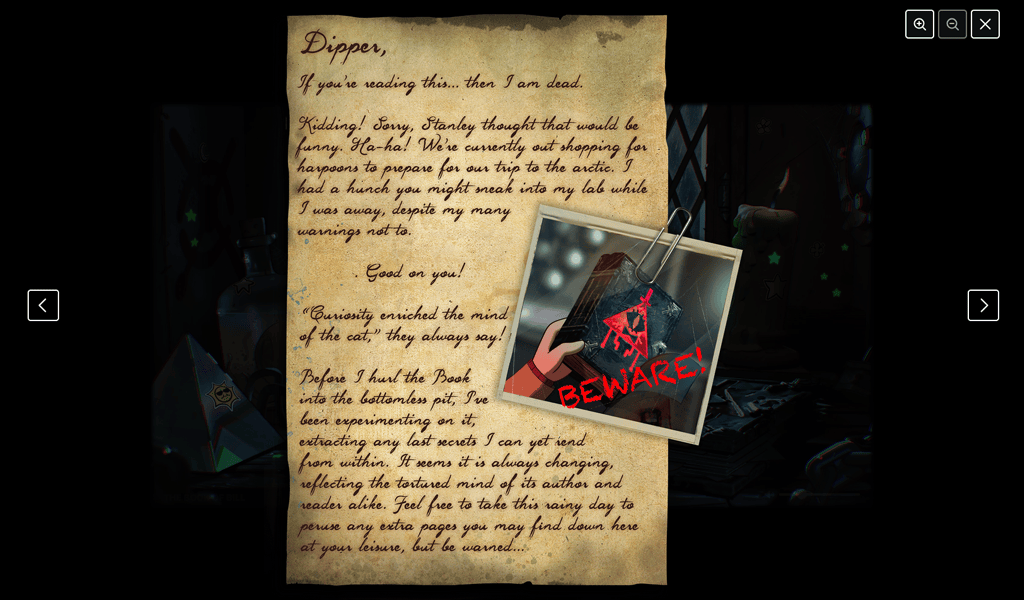 Dipper,
If you're reading this... then I am dead.
Kidding! Sorry, Stanley thought that would be
funny. Ha-ha! We're currently out shopping for
harpoons to prepare for our trip to the arctic. I
had a hunch you might sneak into my lab while
I was away, despite my many
warnings not to.
Good on you!
"Curiosity enriched the mind
of the cat," they always say!
BEWARE!
Before I hurl the Book
into the bottomless pit, I've
been experimenting on it,
extracting any last secrets I can yet rend
from within. It seems it is always changing,
reflecting the tortured mind of its author and
reader alike. Feel free to take this rainy day to
peruse any extra pages you may find down here
at your leisure, but be warned...